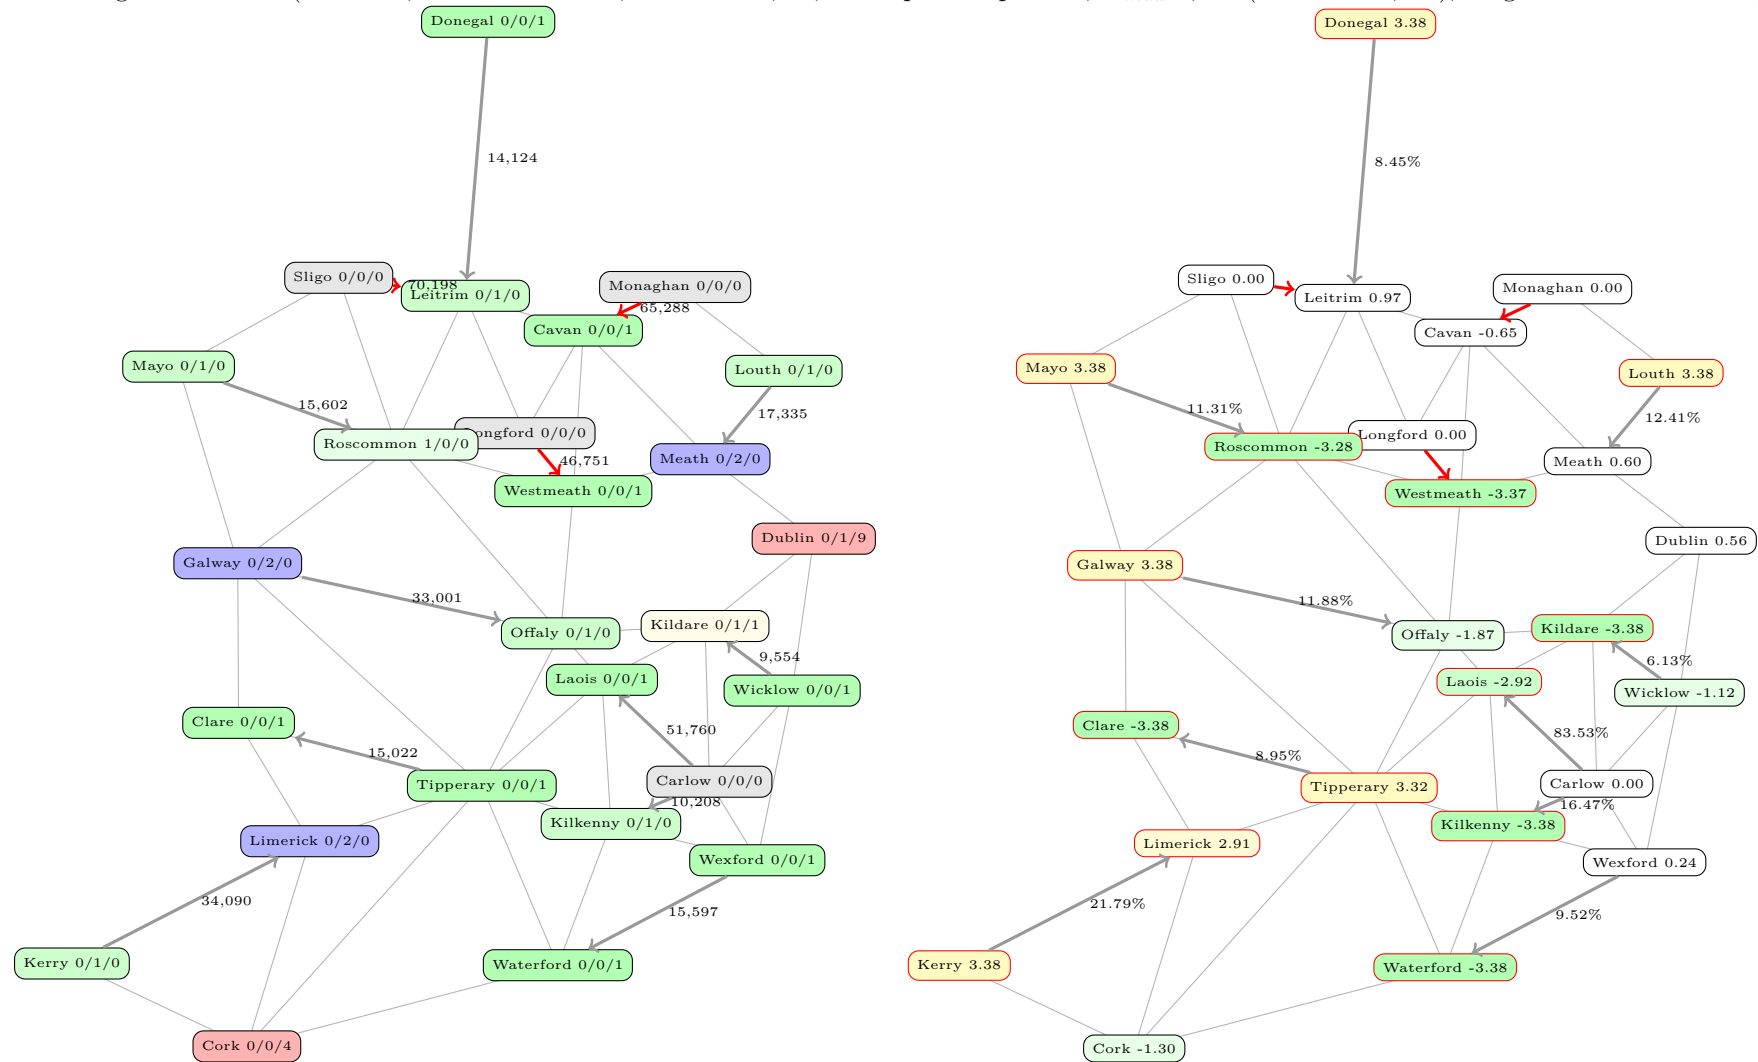 Donegal 0/0/1
14,124
Sligo 0/0/0
70,198
Leitrim 0/1/0
Monaghan 0/0/0
65,288
Cavan 0/0/1
Mayo 0/1/0
Louth 0/1/0
15,602
17,335
Roscommon 1/0/0
Longford 0/0/0
46,751
Meath 0/2/0
Westmeath 0/0/1
Dublin 0/1/9
Galway 0/2/0
33,001
Offaly 0/1/0
Kildare 0/1/1
9,554
Laois 0/0/1
Wicklow 0/0/1
Clare 0/0/1
15,022
51,760
Tipperary 0/0/1
Carlow 0/0/0
10,208
Kilkenny 0/1/0
Limerick 0/2/0
Wexford 0/0/1
34,090
15,597
Kerry 0/1/0
Waterford 0/0/1
Cork 0/0/4
Donegal 3.38
8.45%
Sligo 0.00
Leitrim 0.97
Monaghan 0.00
Cavan -0.65
Mayo 3.38
Louth 3.38
11.31%
12.41%
Roscommon -3.28
Longford 0.00
Meath 0.60
Westmeath -3.37
Dublin 0.56
Galway 3.38
11.88%
Offaly -1.87
Kildare -3.38
6.13%
Laois -2.92
Wicklow -1.12
Clare -3.38
8.95%
83.53%
Tipperary 3.32
Carlow 0.00
16.47%
Kilkenny -3.38
Limerick 2.91
Wexford 0.24
21.79%
9.52%
Kerry 3.38
Waterford -3.38
Cork -1.30